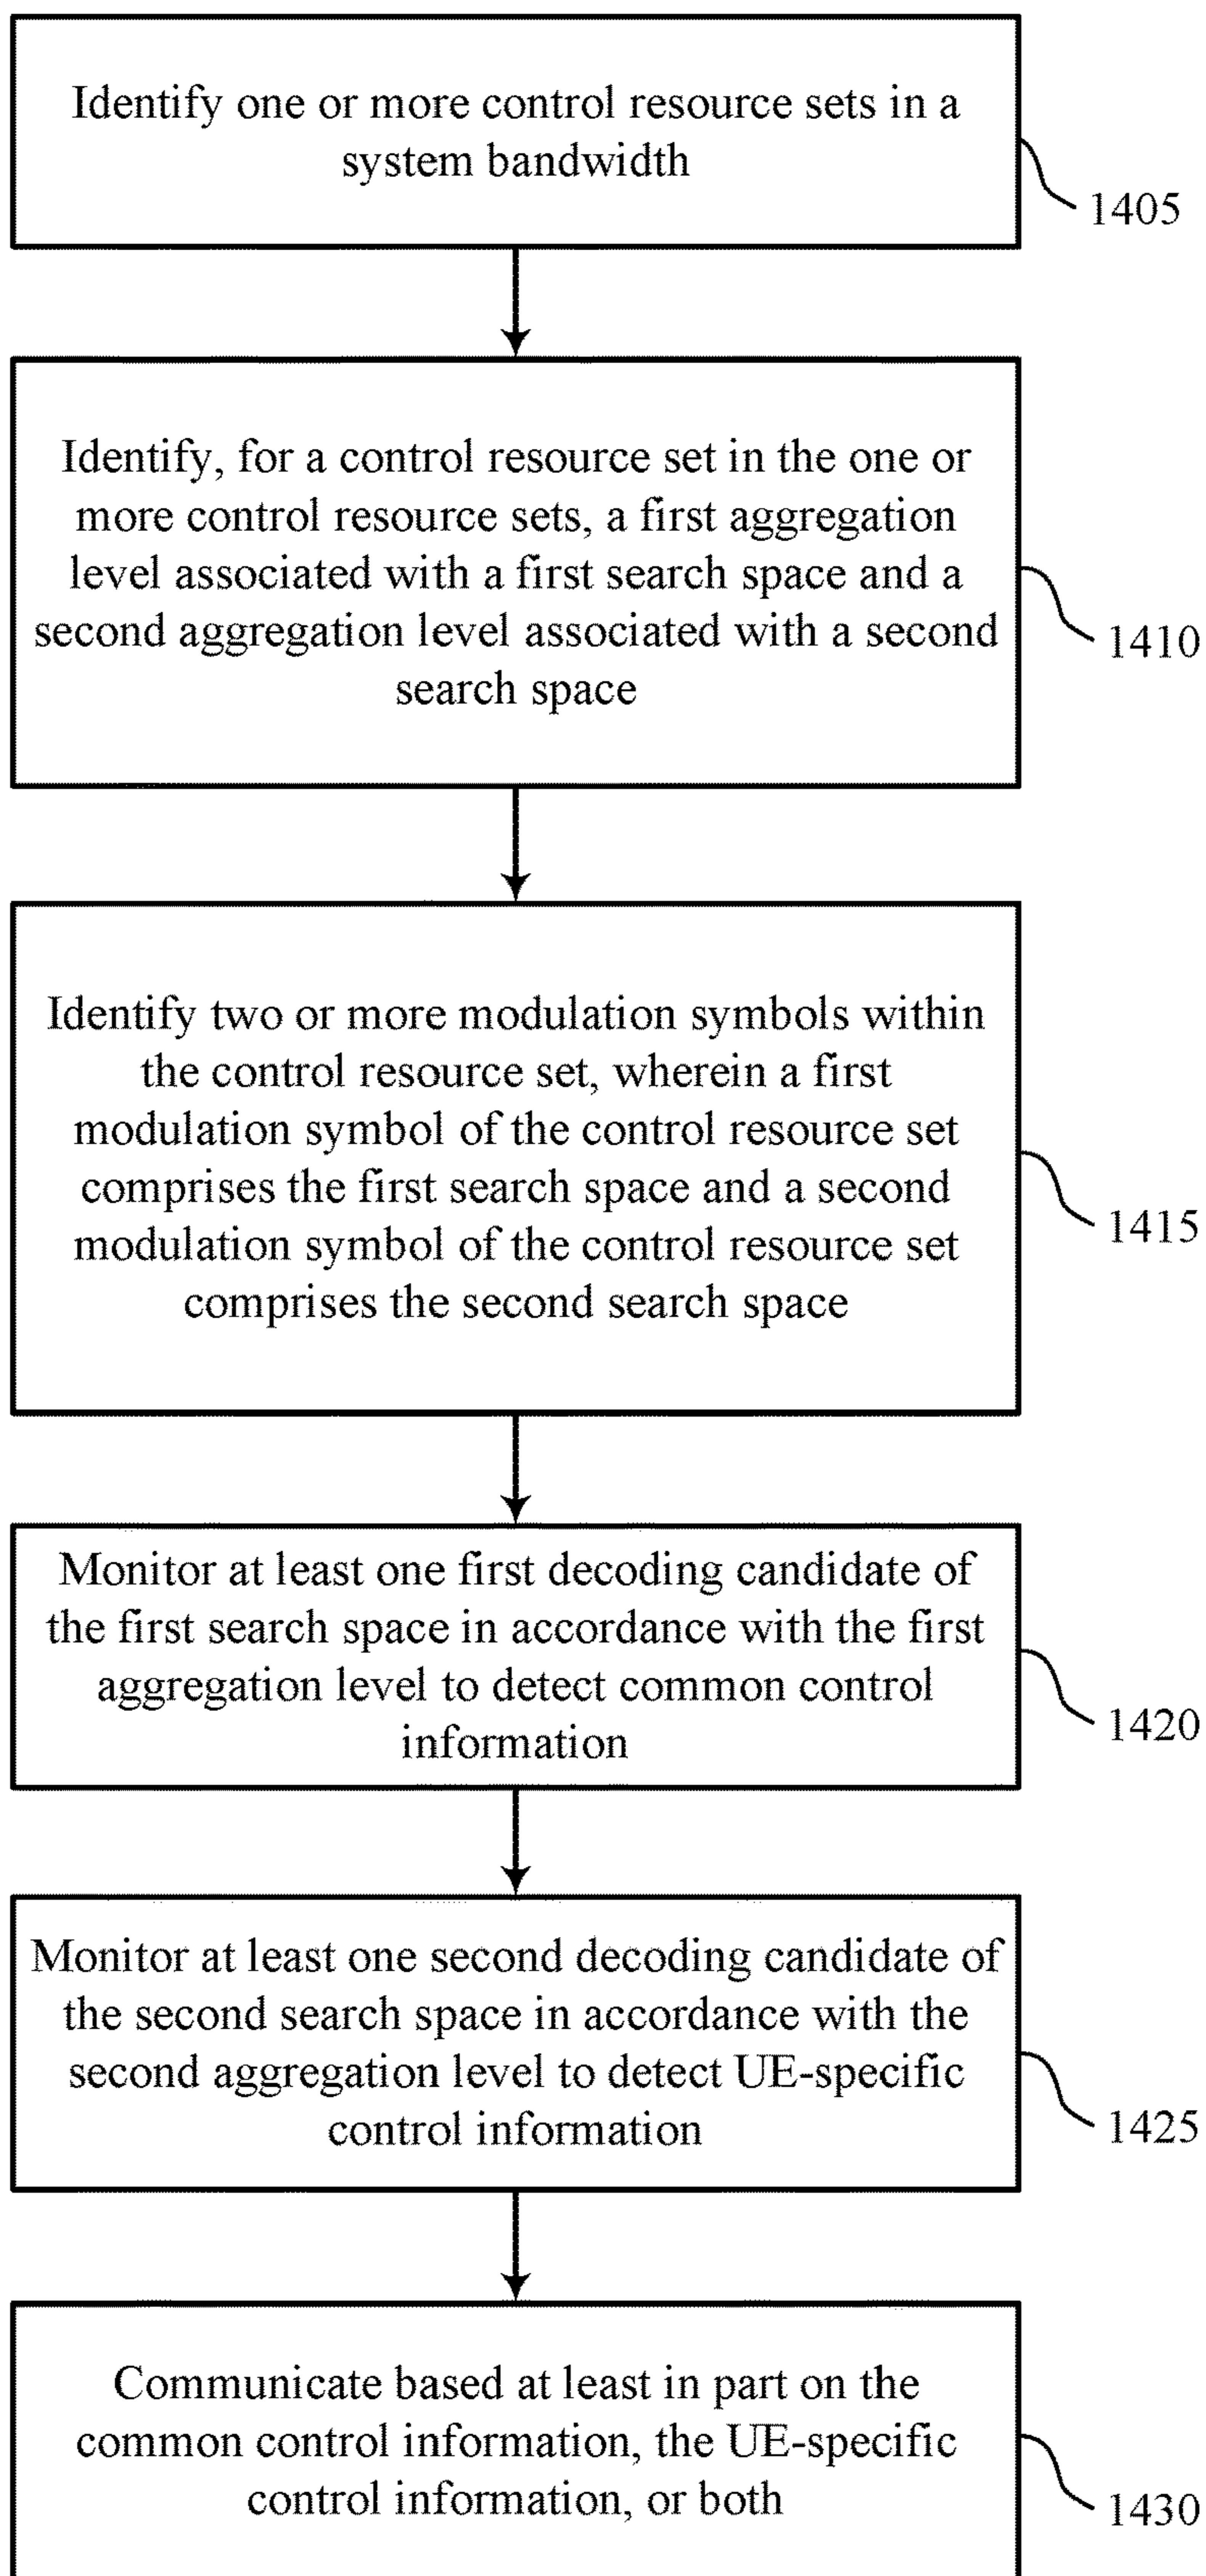 Identify one or more control resource sets in a
system bandwidth
1405
Identify, for a control resource set in the one or
more control resource sets, a first aggregation
level associated with a first search space and a
second aggregation level associated with a second
search space
1410
Identify two or more modulation symbols within
the control resource set, wherein a first
modulation symbol of the control resource set
comprises the first search space and a second
modulation symbol of the control resource set
comprises the second search space
1415
Monitor at least one first decoding candidate of
the first search space in accordance with the first
aggregation level to detect common control
information
1420
Monitor at least one second decoding candidate of
the second search space in accordance with the
second aggregation level to detect UE-specific
control information
1425
Communicate based at least in part on the
common control information, the UE-specific
control information, or both
1430